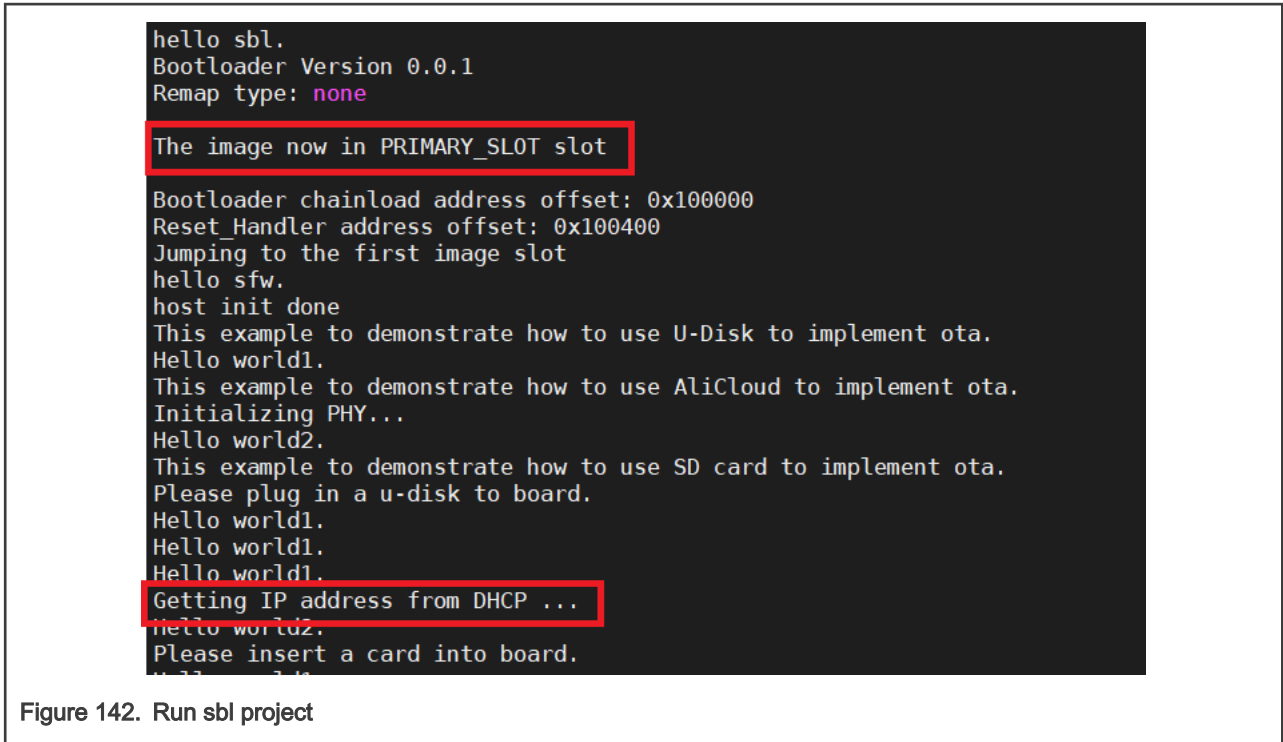 hello sbl.
Bootloader Version 0.0.1
Remap type: none
The image now in PRIMARY_SLOT slot
Bootloader chainload address offset: 0x100000
Reset_Handler address offset: 0x100400
Jumping to the first image slot
hello sfw.
host init done
This example to demonstrate how to use U-Disk to implement ota.
Hello world1.
This example to demonstrate how to use AliCloud to implement ota.
Initializing PHY...
Hello world2.
This example to demonstrate how to use SD card to implement ota.
Please plug in a u-disk to board.
Hello world1.
Hello world1.
Hello world1.
Getting IP address from DHCP ...
Hello world2.
Please insert a card into board.
Figure 142. Run sbl project